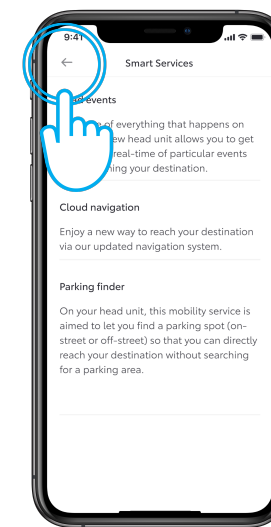 9:41
Smart Services
events
of everything that happens on
ew head unit allows you to get
real-time of particular events
ing your destination.
Cloud navigation
Enjoy a new way to reach your destination
via our updated navigation system.
Parking finder
On your head unit, this mobility service is
aimed to let you find a parking spot (on-
street or off-street) so that you can directly
reach your destination without searching
for a parking area.